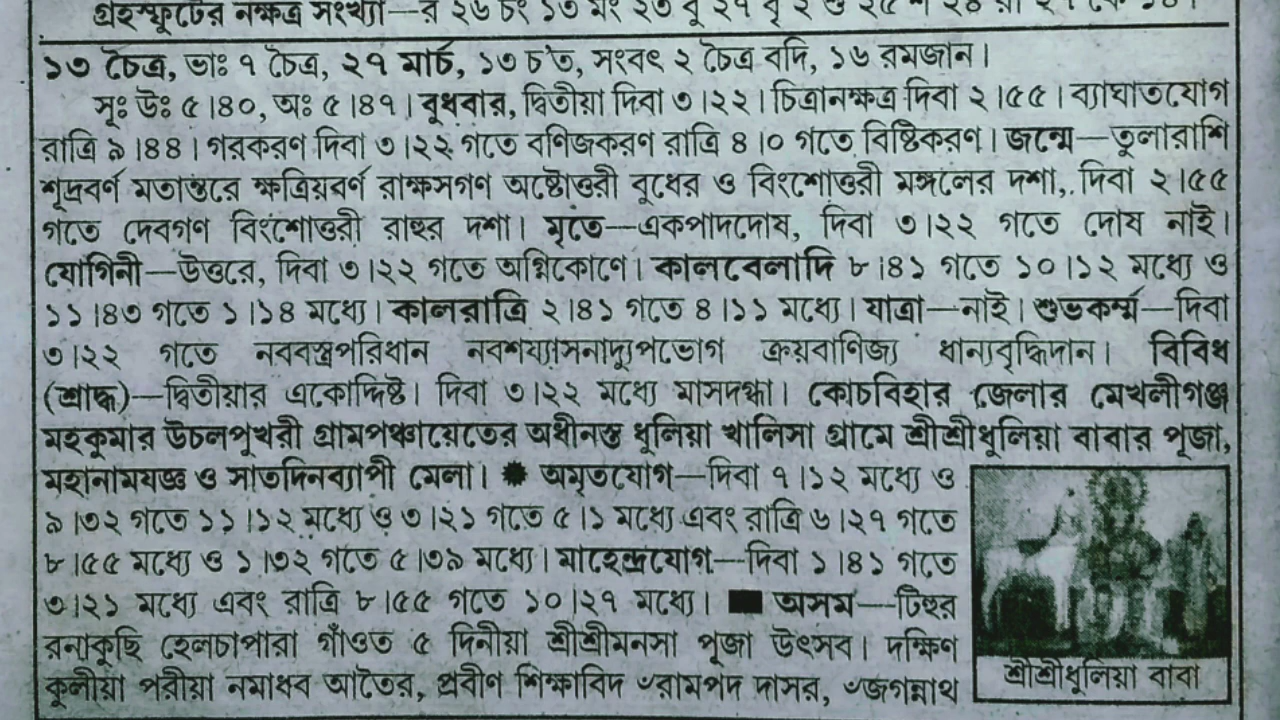 গ্রহস্ফুটের নক্ষত্র সংখ্যা—র ২৬ চং ১৩ মং ২৩ বু ২৭ বৃ ২
১৩ চৈত্র, ভাঃ ৭ চৈত্র, ২৭ মার্চ, ১৩ চ'ত, সংবৎ ২ চৈত্র বদি, ১৬ রমজান।
সূঃ উঃ ৫।৪০, অঃ ৫।৪৭। বুধবার, দ্বিতীয়া দিবা ৩।২২। চিত্রানক্ষত্র দিবা ২।৫৫। ব্যাঘাতযোগ
রাত্রি ৯।৪৪। গরকরণ দিবা ৩।২২ গতে বণিজকরণ রাত্রি ৪।০ গতে বিষ্টিকরণ। জন্মে—তুলারাশি
শূদ্রবর্ণ মতান্তরে ক্ষত্রিয়বর্ণ রাক্ষসগণ অষ্টোত্তরী বুধের ও বিংশোত্তরী মঙ্গলের দশা, দিবা ২।৫৫
গতে দেবগণ বিংশোত্তরী রাহুর দশা। মৃতে—একপাদদোষ, দিবা ৩।২২ গতে দোষ নাই।
যোগিনী—উত্তরে, দিবা ৩।২২ গতে অগ্নিকোণে। কালবেলাদি ৮।৪১ গতে ১০।১২ মধ্যে ও
১১।৪৩ গতে ১।১৪ মধ্যে। কালরাত্রি ২।৪১ গতে ৪।১১ মধ্যে। যাত্রা—নাই। শুভকর্ম্ম—দিবা
৩।২২ গতে নববস্ত্রপরিধান নবশয্যাসনাদ্যুপভোগ ক্রয়বাণিজ্য ধান্যবৃদ্ধিদান। বিবিধ
(শ্রাদ্ধ)—দ্বিতীয়ার একোদ্দিষ্ট। দিবা ৩।২২ মধ্যে মাসদগ্ধা। কোচবিহার জেলার মেখলীগঞ্জ
মহকুমার উচলপুখরী গ্রামপঞ্চায়েতের অধীনস্ত ধুলিয়া খালিসা গ্রামে শ্রীশ্রীধুলিয়া বাবার পূজা,
মহানামযজ্ঞ ও সাতদিনব্যাপী মেলা। ✹ অমৃতযোগ—দিবা ৭।১২ মধ্যে ও
৯।৩২ গতে ১১।১২ মধ্যে ও ৩।২১ গতে ৫।১ মধ্যে এবং রাত্রি ৬।২৭ গতে
৮।৫৫ মধ্যে ও ১।৩২ গতে ৫।৩৯ মধ্যে। মাহেন্দ্রযোগ—দিবা ১।৪১ গতে
৩।২১ মধ্যে এবং রাত্রি ৮।৫৫ গতে ১০।২৭ মধ্যে। ■ অসম—টিহুর
রনাকুছি হেলচাপারা গাঁওত ৫ দিনীয়া শ্রীশ্রীমনসা পূজা উৎসব। দক্ষিণ
কুলীয়া পরীয়া নমাধব আতৈর, প্রবীণ শিক্ষাবিদ ৺রামপদ দাসর, ৺জগন্নাথ
শ্রীশ্রীধুলিয়া বাবা